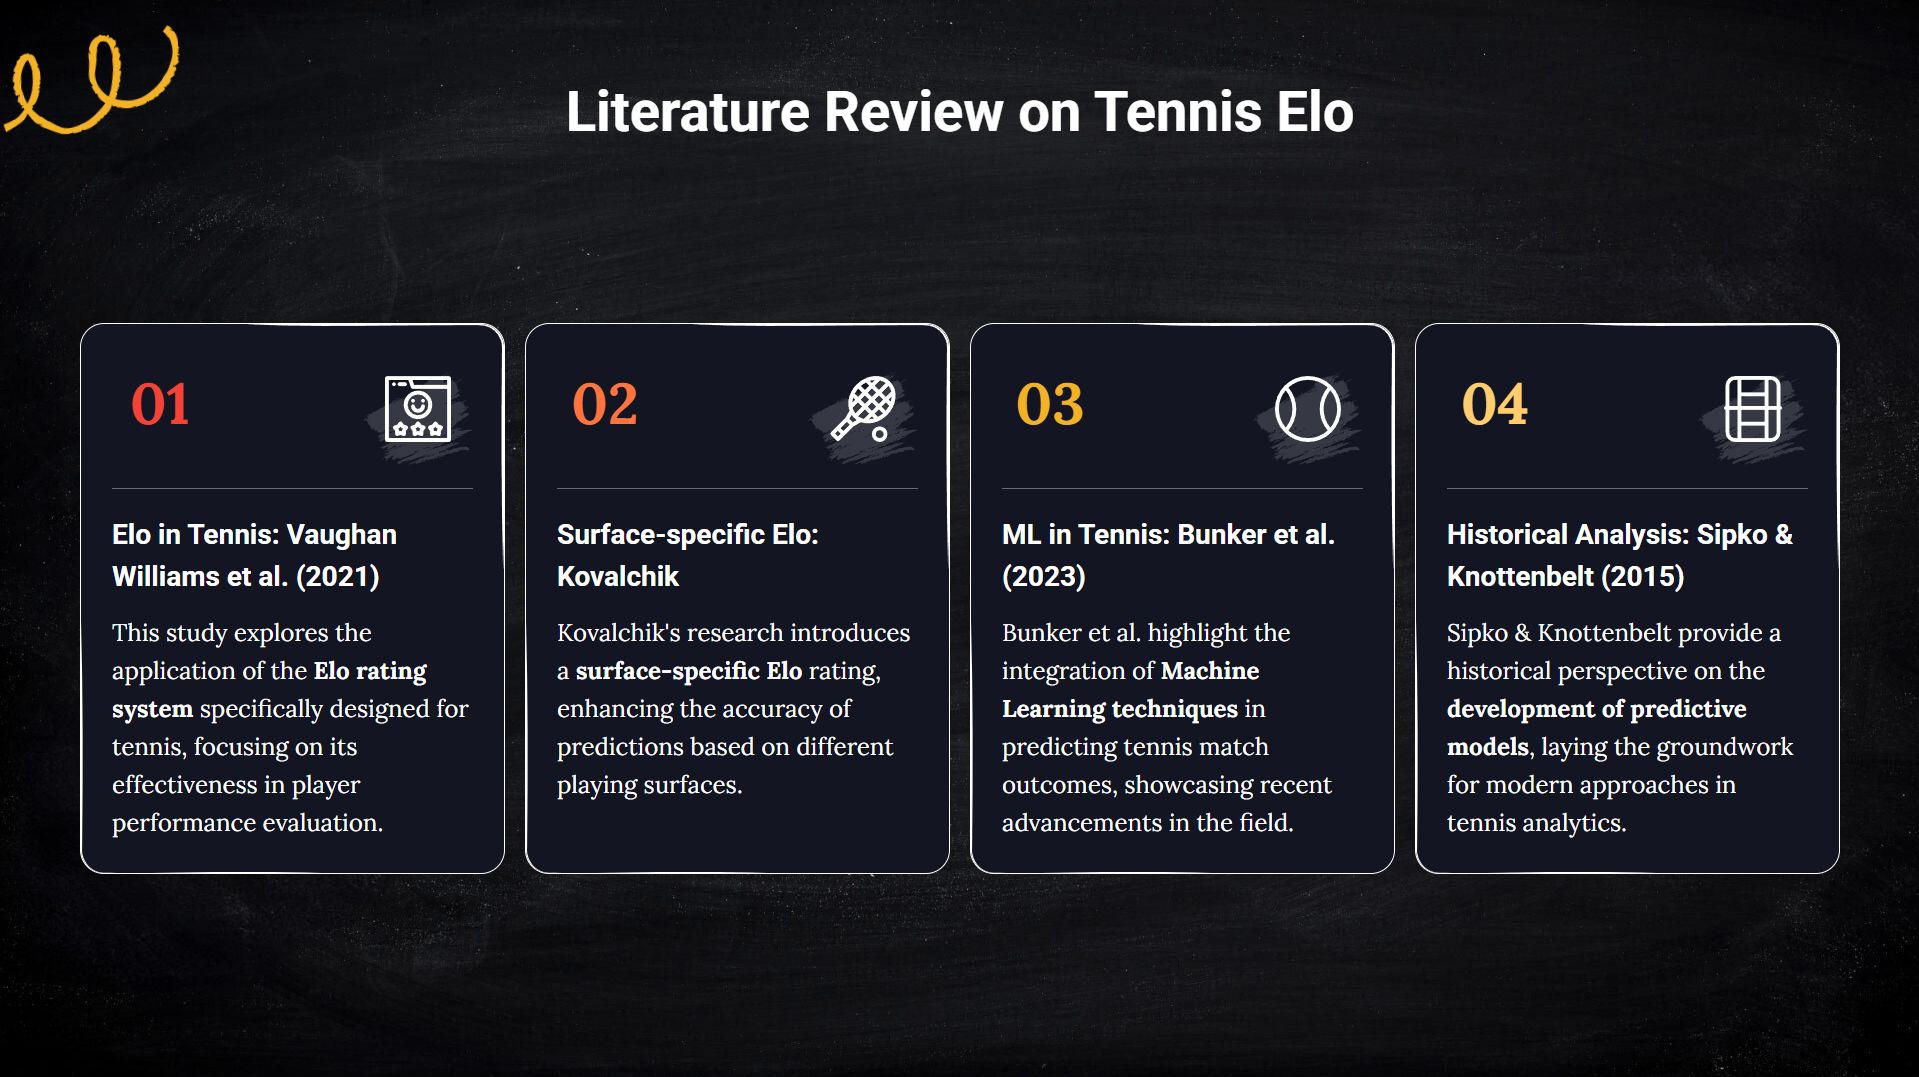 Literature Review on Tennis Elo
01
Elo in Tennis: Vaughan
Williams et al. (2021)
This study explores the
application of the Elo rating
system specifically designed for
tennis, focusing on its
effectiveness in player
performance evaluation.
02
Surface-specific Elo:
Kovalchik
Kovalchik's research introduces
a surface-specific Elo rating,
enhancing the accuracy of
predictions based on different
playing surfaces.
03
ML in Tennis: Bunker et al.
(2023)
Bunker et al. highlight the
integration of Machine
Learning techniques in
predicting tennis match
outcomes, showcasing recent
advancements in the field.
04
Historical Analysis: Sipko &
Knottenbelt (2015)
Sipko & Knottenbelt provide a
historical perspective on the
development of predictive
models, laying the groundwork
for modern approaches in
tennis analytics.